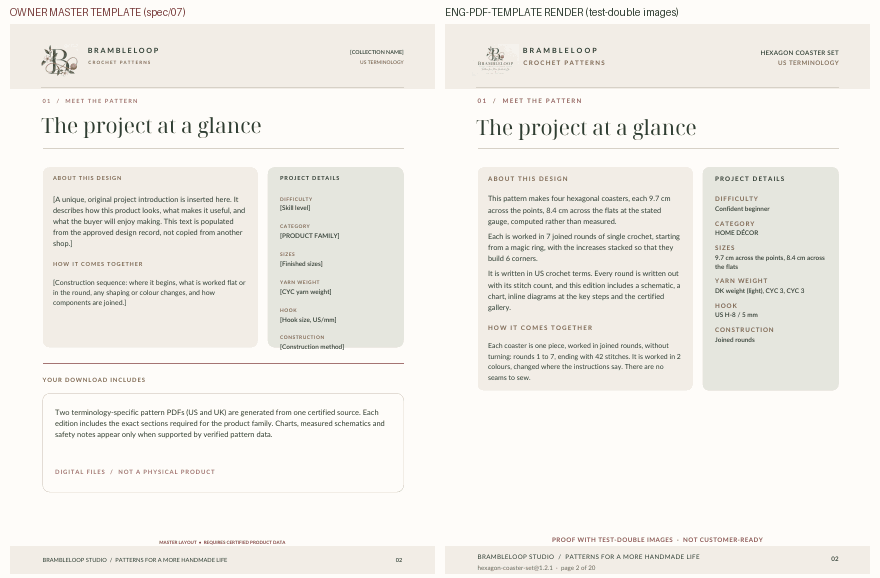 OWNER MASTER TEMPLATE (spec/07)
BRAMBLELOOP
CROCHET PATTERNS
[COLLECTION NAME]
US TERMINOLOGY
01 / MEET THE PATTERN
The project at a glance
ABOUT THIS DESIGN
[A unique, original project introduction is inserted here. It
describes how this product looks, what makes it useful, and
what the buyer will enjoy making. This text is populated
from the approved design record, not copied from another
shop.]
HOW IT COMES TOGETHER
[Construction sequence: where it begins, what is worked flat or
in the round, any shaping or colour changes, and how
components are joined.]
PROJECT DETAILS
DIFFICULTY
[Skill level]
CATEGORY
[PRODUCT FAMILY]
SIZES
[Finished sizes]
YARN WEIGHT
[CYC yarn weight]
HOOK
[Hook size, US/mm]
CONSTRUCTION
[Construction method]
YOUR DOWNLOAD INCLUDES
Two terminology-specific pattern PDFs (US and UK) are generated from one certified source. Each
edition includes the exact sections required for the product family. Charts, measured schematics and
safety notes appear only when supported by verified pattern data.
DIGITAL FILES / NOT A PHYSICAL PRODUCT
MASTER LAYOUT • REQUIRES CERTIFIED PRODUCT DATA
BRAMBLELOOP STUDIO / PATTERNS FOR A MORE HANDMADE LIFE
02
ENG-PDF-TEMPLATE RENDER (test-double images)
BRAMBLELOOP
BRAMBLELOOP
CROCHET PATTERNS
HEXAGON COASTER SET
US TERMINOLOGY
01 / MEET THE PATTERN
The project at a glance
ABOUT THIS DESIGN
This pattern makes four hexagonal coasters, each 9.7 cm
across the points, 8.4 cm across the flats at the stated
gauge, computed rather than measured.
Each is worked in 7 joined rounds of single crochet, starting
from a magic ring, with the increases stacked so that they
build 6 corners.
It is written in US crochet terms. Every round is written out
with its stitch count, and this edition includes a schematic, a
chart, inline diagrams at the key steps and the certified
gallery.
HOW IT COMES TOGETHER
Each coaster is one piece, worked in joined rounds, without
turning: rounds 1 to 7, ending with 42 stitches. It is worked in 2
colours, changed where the instructions say. There are no
seams to sew.
PROJECT DETAILS
DIFFICULTY
Confident beginner
CATEGORY
HOME DÉCOR
SIZES
9.7 cm across the points, 8.4 cm across
the flats
YARN WEIGHT
DK weight (light), CYC 3, CYC 3
HOOK
US H-8 / 5 mm
CONSTRUCTION
Joined rounds
PROOF WITH TEST-DOUBLE IMAGES - NOT CUSTOMER-READY
BRAMBLELOOP STUDIO / PATTERNS FOR A MORE HANDMADE LIFE
02
hexagon-coaster-set@1.2.1 - page 2 of 20